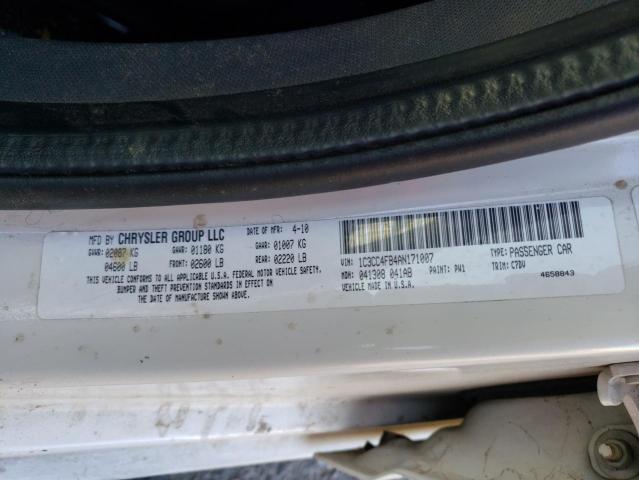 MFD BY CHRYSLER GROUP LLC DATE OF MFR: 4-10
GVWR: 02087 KG GAWR: 01180 KG GAWR: 01007 KG
04600 LB FRONT: 02600 LB REAR: 02220 LB
THIS VEHICLE CONFORMS TO ALL APPLICABLE U.S.A. FEDERAL MOTOR VEHICLE SAFETY,
BUMPER AND THEFT PREVENTION STANDARDS IN EFFECT ON
THE DATE OF MANUFACTURE SHOWN ABOVE.
VIN: 1C3CC4FB4AN171007 TYPE: PASSENGER CAR
MDH: 041308 041AB PAINT: PW1 TRIM: C7DV
VEHICLE MADE IN U.S.A. 4658843